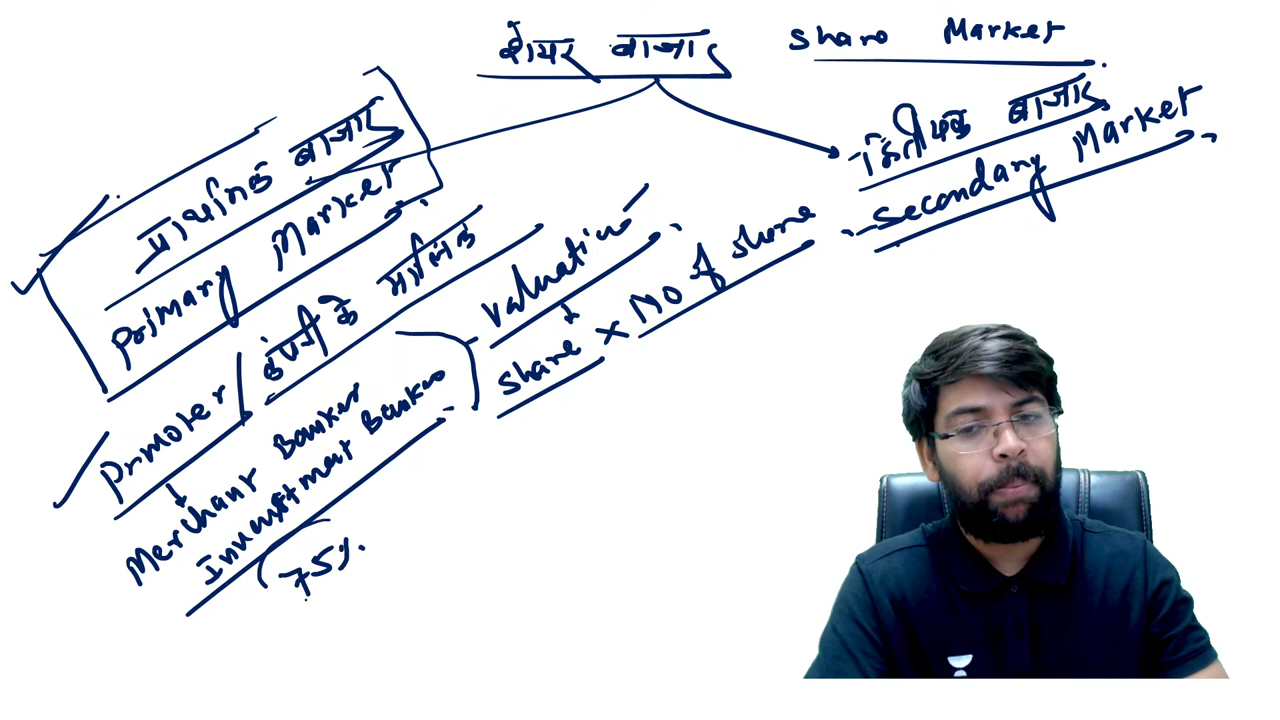 शेयर बाजार
Share Market
प्राथमिक बाजार
Primary Market
द्वितीयक बाजार
Secondary Market
Promoter / कंपनी के मालिक
Merchant Banker
Investment Banker
75%
Valuation
Share × No of share